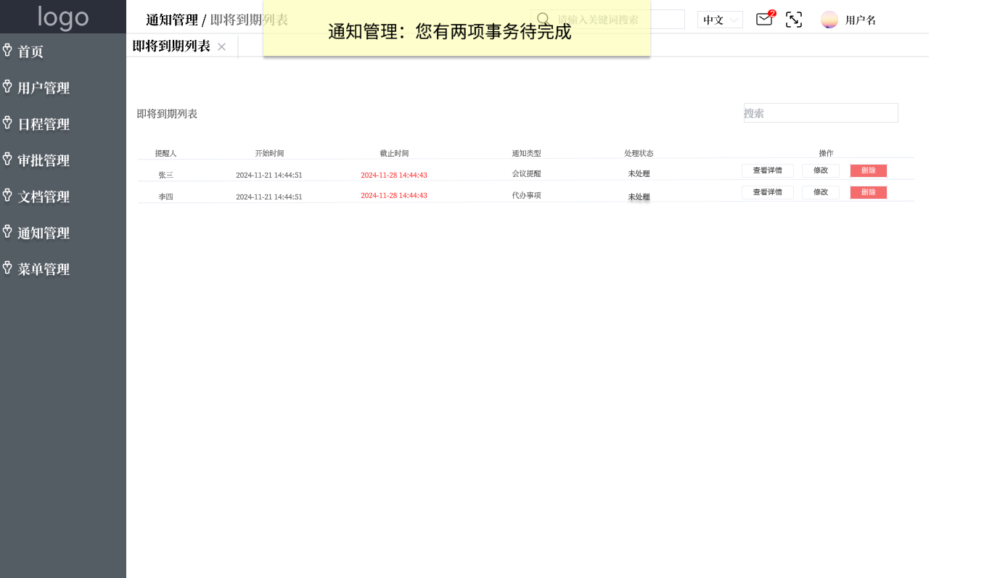 logo
通知管理 / 即将到期列表
请输入关键词搜索
中文
2
用户名
通知管理：您有两项事务待完成
即将到期列表
首页
用户管理
日程管理
审批管理
文档管理
通知管理
菜单管理
即将到期列表
搜索
提醒人 开始时间 截止时间 通知类型 处理状态 操作
张三 2024-11-21 14:44:51 2024-11-28 14:44:43 会议提醒 未处理 查看详情 修改 删除
李四 2024-11-21 14:44:51 2024-11-28 14:44:43 代办事项 未处理 查看详情 修改 删除